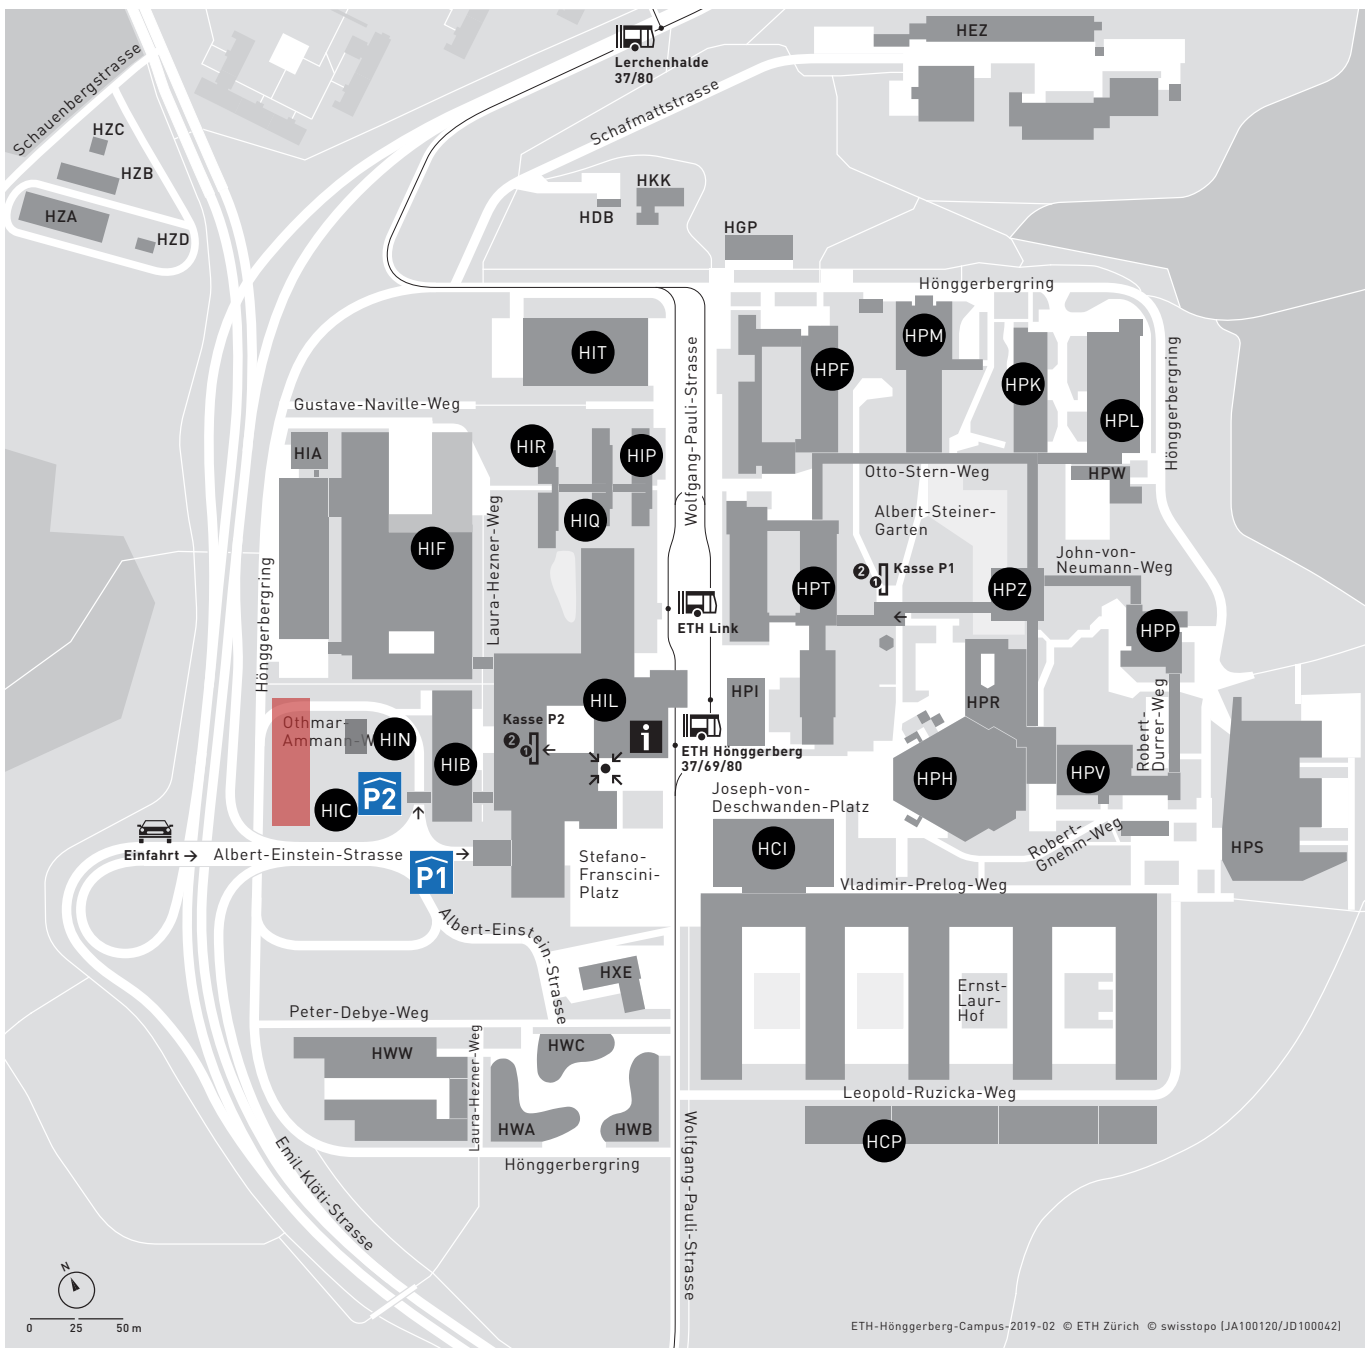 HEZ
Lerchenhalde
37/80
Schauenbergstrasse
Schafmattstrasse
HZC
HZB
HZA
HZD
HKK
HDB
HGP
Hönggerbergring
HIT
HPF
HPM
HPK
HPL
Wolfgang-Pauli-Strasse
Hönggerbergring
Gustave-Naville-Weg
HIA
HIR
HIP
HIQ
HIF
Laura-Hezner-Weg
Otto-Stern-Weg
HPW
Albert-Steiner-
Garten
John-von-
Neumann-Weg
2
1
Kasse P1
HPT
HPZ
HPP
ETH Link
Hönggerbergring
HPI
HIL
HPR
Robert-
Durrer-Weg
Othmar-
Ammann-W
HIN
HIB
Kasse P2
2
1
i
ETH Hönggerberg
37/69/80
HPH
HPV
P2
HIC
Joseph-von-
Deschwanden-Platz
HCI
Robert-
Gnehm-Weg
HPS
Einfahrt
Albert-Einstein-Strasse
P1
Stefano-
Franscini-
Platz
Vladimir-Prelog-Weg
Albert-Einstein-Strasse
HXE
Ernst-
Laur-
Hof
Peter-Debye-Weg
HWW
Laura-Hezner-Weg
HWC
HWA
HWB
Leopold-Ruzicka-Weg
HCP
Hönggerbergring
Emil-Klöti-Strasse
Wolfgang-Pauli-Strasse
N
0 25 50 m
ETH-Hönggerberg-Campus-2019-02 © ETH Zürich © swisstopo (JA100120/JD100042)